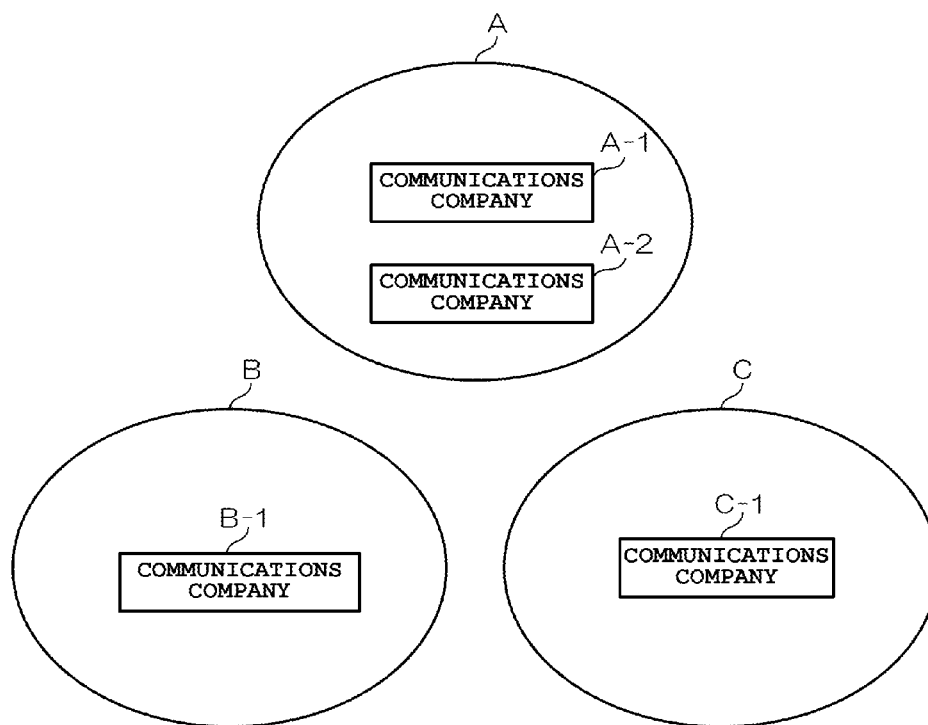 A
A-1
COMMUNICATIONS
COMPANY
A-2
COMMUNICATIONS
COMPANY
B
C
B-1
COMMUNICATIONS
COMPANY
C-1
COMMUNICATIONS
COMPANY